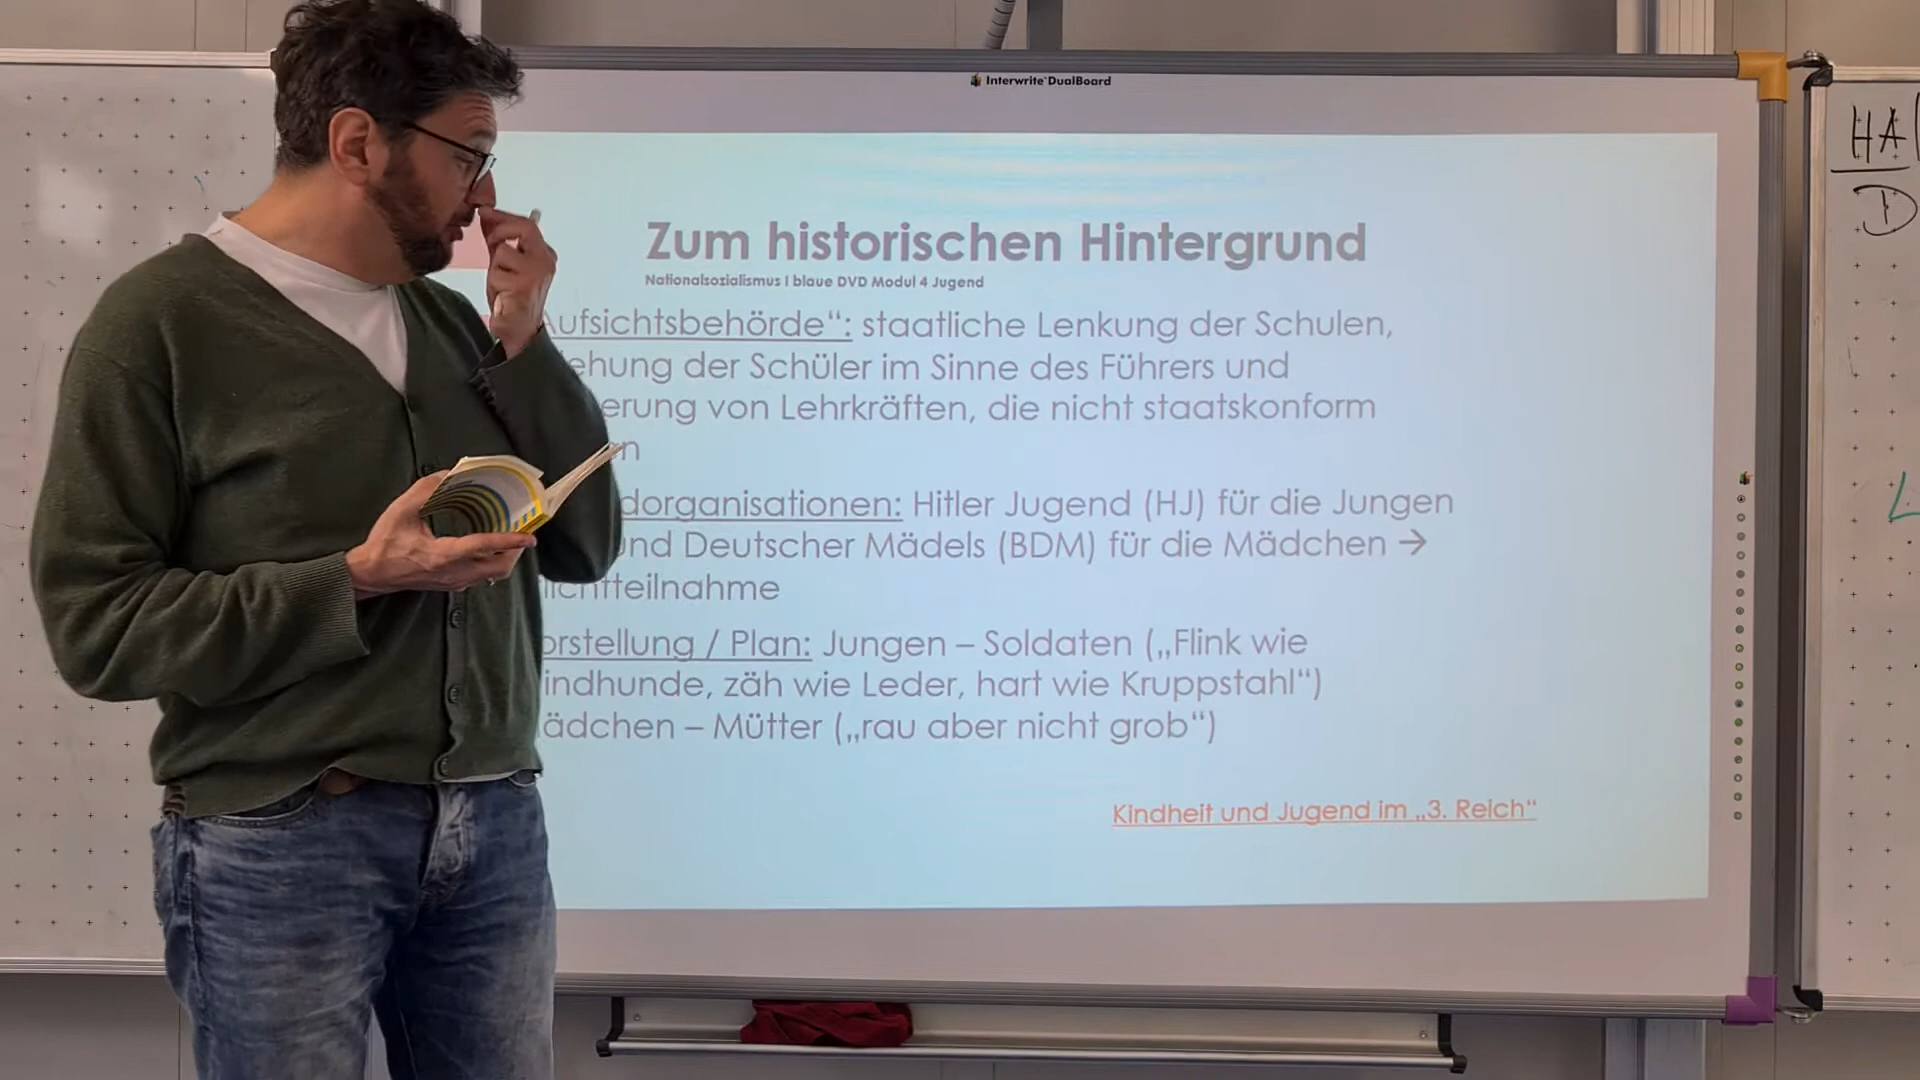 Interwrite DualBoard
HA
D
Zum historischen Hintergrund
Nationalsozialismus I blaue DVD Modul 4 Jugend
Aufsichtsbehörde“: staatliche Lenkung der Schulen,
ehung der Schüler im Sinne des Führers und
erung von Lehrkräften, die nicht staatskonform
n
dorganisationen: Hitler Jugend (HJ) für die Jungen
und Deutscher Mädels (BDM) für die Mädchen →
lichtteilnahme
orstellung / Plan: Jungen – Soldaten („Flink wie
indhunde, zäh wie Leder, hart wie Kruppstahl“)
ädchen – Mütter („rau aber nicht grob“)
Kindheit und Jugend im „3. Reich“